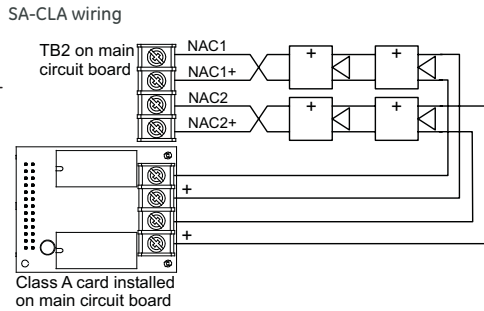 SA-CLA wiring
TB2 on main
circuit board
NAC1
NAC1+
NAC2
NAC2+
+
+
+
+
+
+
Class A card installed
on main circuit board